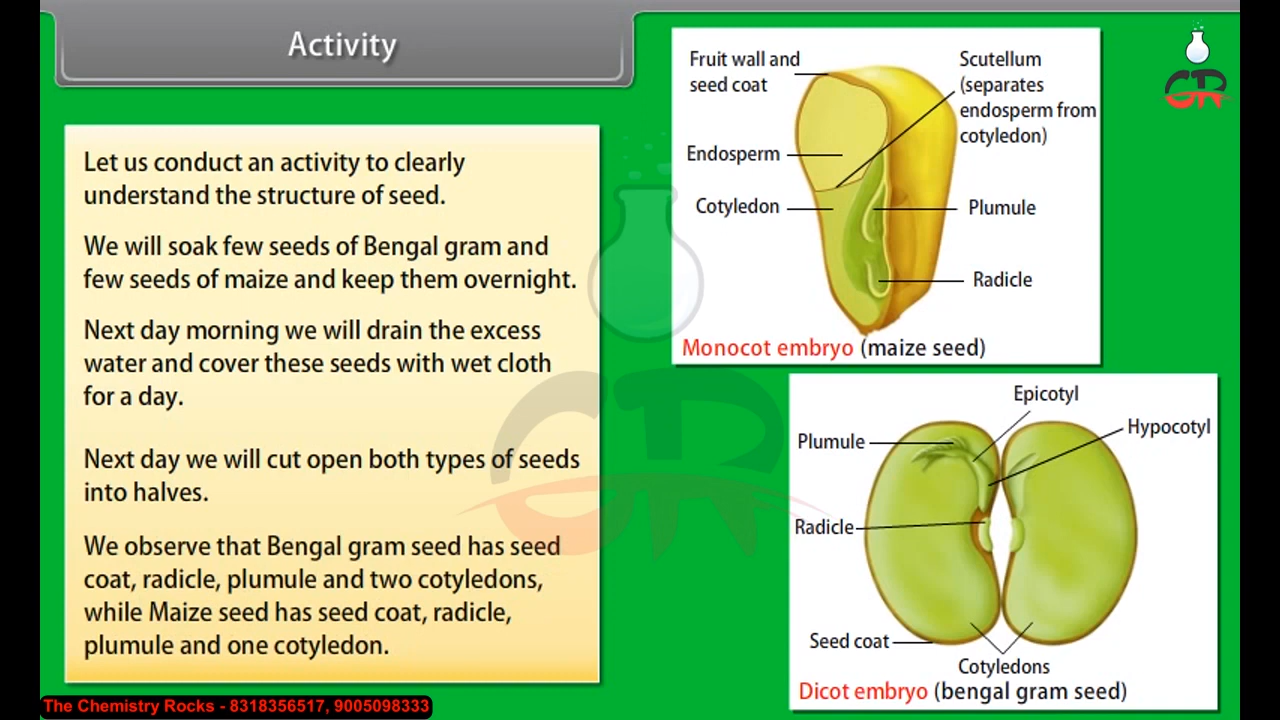 Activity
Let us conduct an activity to clearly
understand the structure of seed.
We will soak few seeds of Bengal gram and
few seeds of maize and keep them overnight.
Next day morning we will drain the excess
water and cover these seeds with wet cloth
for a day.
Next day we will cut open both types of seeds
into halves.
We observe that Bengal gram seed has seed
coat, radicle, plumule and two cotyledons,
while Maize seed has seed coat, radicle,
plumule and one cotyledon.
Fruit wall and
seed coat
Scutellum
(separates
endosperm from
cotyledon)
Endosperm
Cotyledon
Plumule
Radicle
Monocot embryo (maize seed)
Epicotyl
Hypocotyl
Plumule
Radicle
Seed coat
Cotyledons
Dicot embryo (bengal gram seed)
GR
GR
The Chemistry Rocks - 8318356517, 9005098333